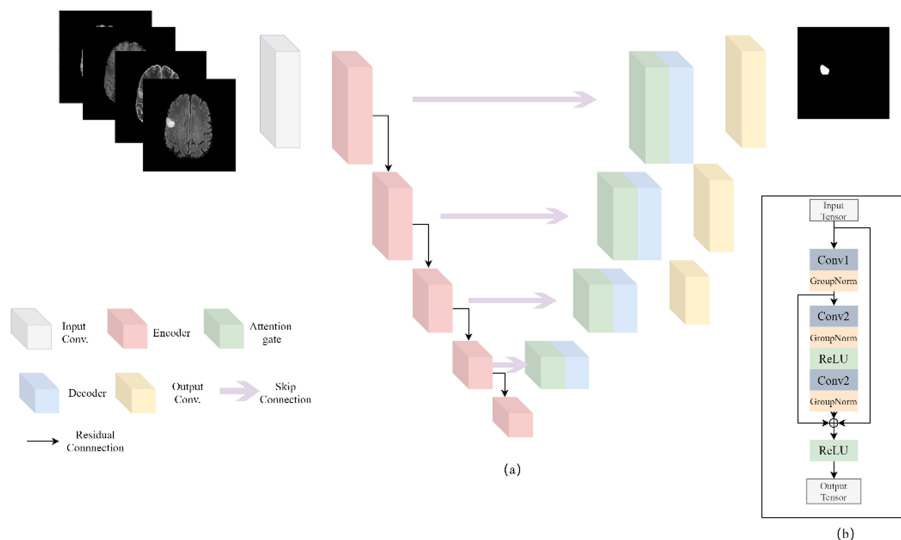 Input
Tensor
Conv1
GroupNorm
Conv2
GroupNorm
ReLU
Conv2
GroupNorm
ReLU
Output
Tensor
Input
Conv.
Encoder
Attention
gate
Decoder
Output
Conv.
Skip
Connection
Residual
Connnection
(a)
(b)